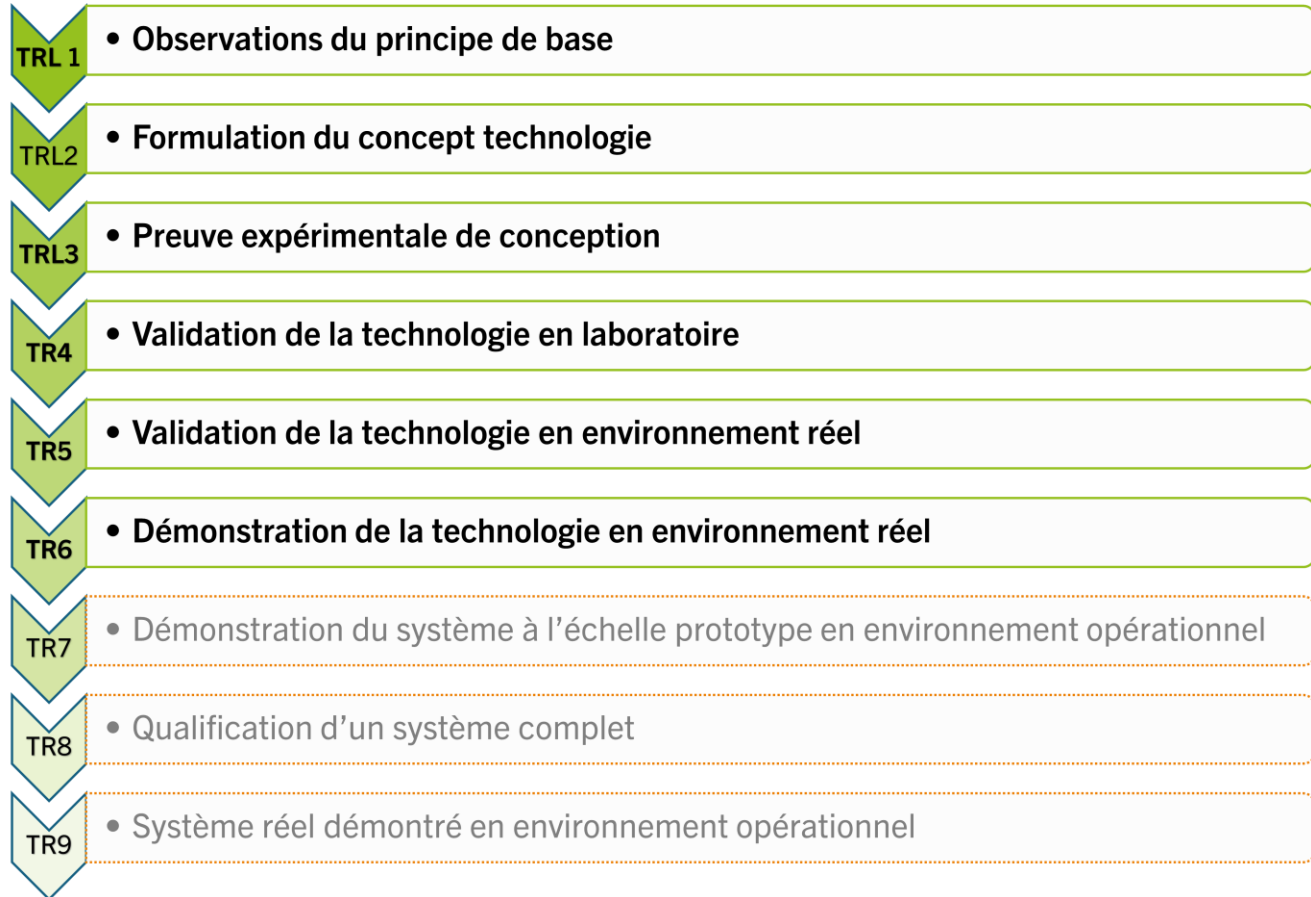 TRL 1
• Observations du principe de base
TRL2
• Formulation du concept technologie
TRL3
• Preuve expérimentale de conception
TR4
• Validation de la technologie en laboratoire
TR5
• Validation de la technologie en environnement réel
TR6
• Démonstration de la technologie en environnement réel
TR7
• Démonstration du système à l’échelle prototype en environnement opérationnel
TR8
• Qualification d’un système complet
TR9
• Système réel démontré en environnement opérationnel